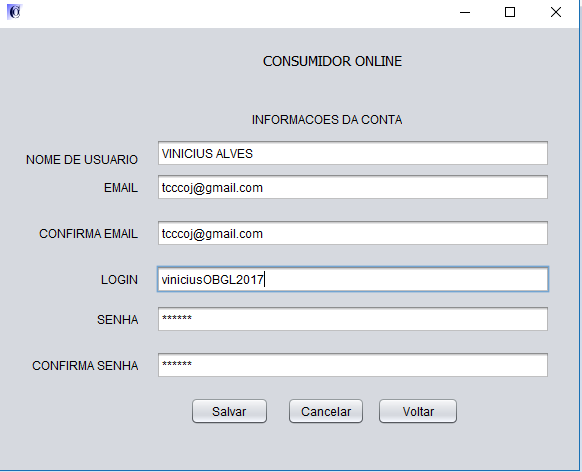 CONSUMIDOR ONLINE
INFORMACOES DA CONTA
NOME DE USUARIO VINICIUS ALVES
EMAIL tcccoj@gmail.com
CONFIRMA EMAIL tcccoj@gmail.com
LOGIN viniciusOBGL2017
SENHA ******
CONFIRMA SENHA ******
Salvar Cancelar Voltar